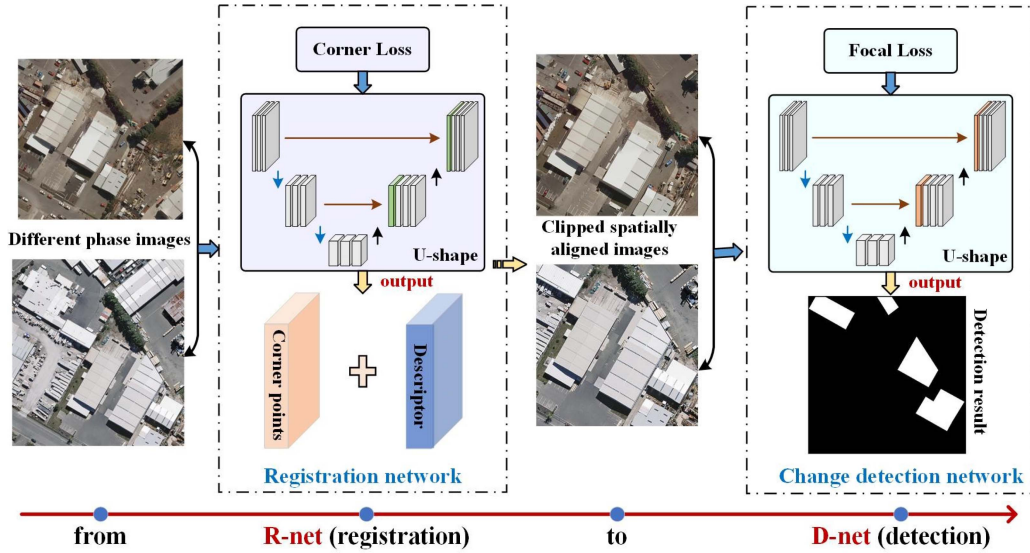 Corner Loss
Focal Loss
Different phase images
U-shape
output
Corner points
Descriptor
Registration network
Clipped spatially
aligned images
U-shape
output
Detection result
Change detection network
from
R-net (registration)
to
D-net (detection)